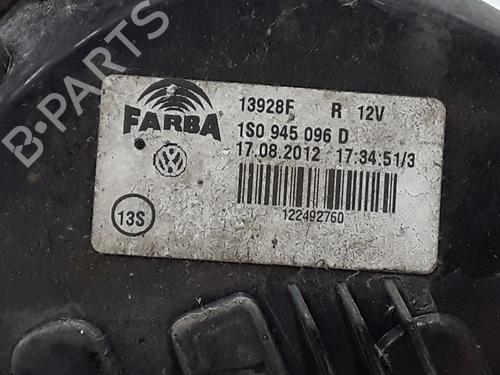 B-PARTS
FARBA
13928F R 12V
1S0 945 096 D
17.08.2012 17:34:51/3
13S
122492760